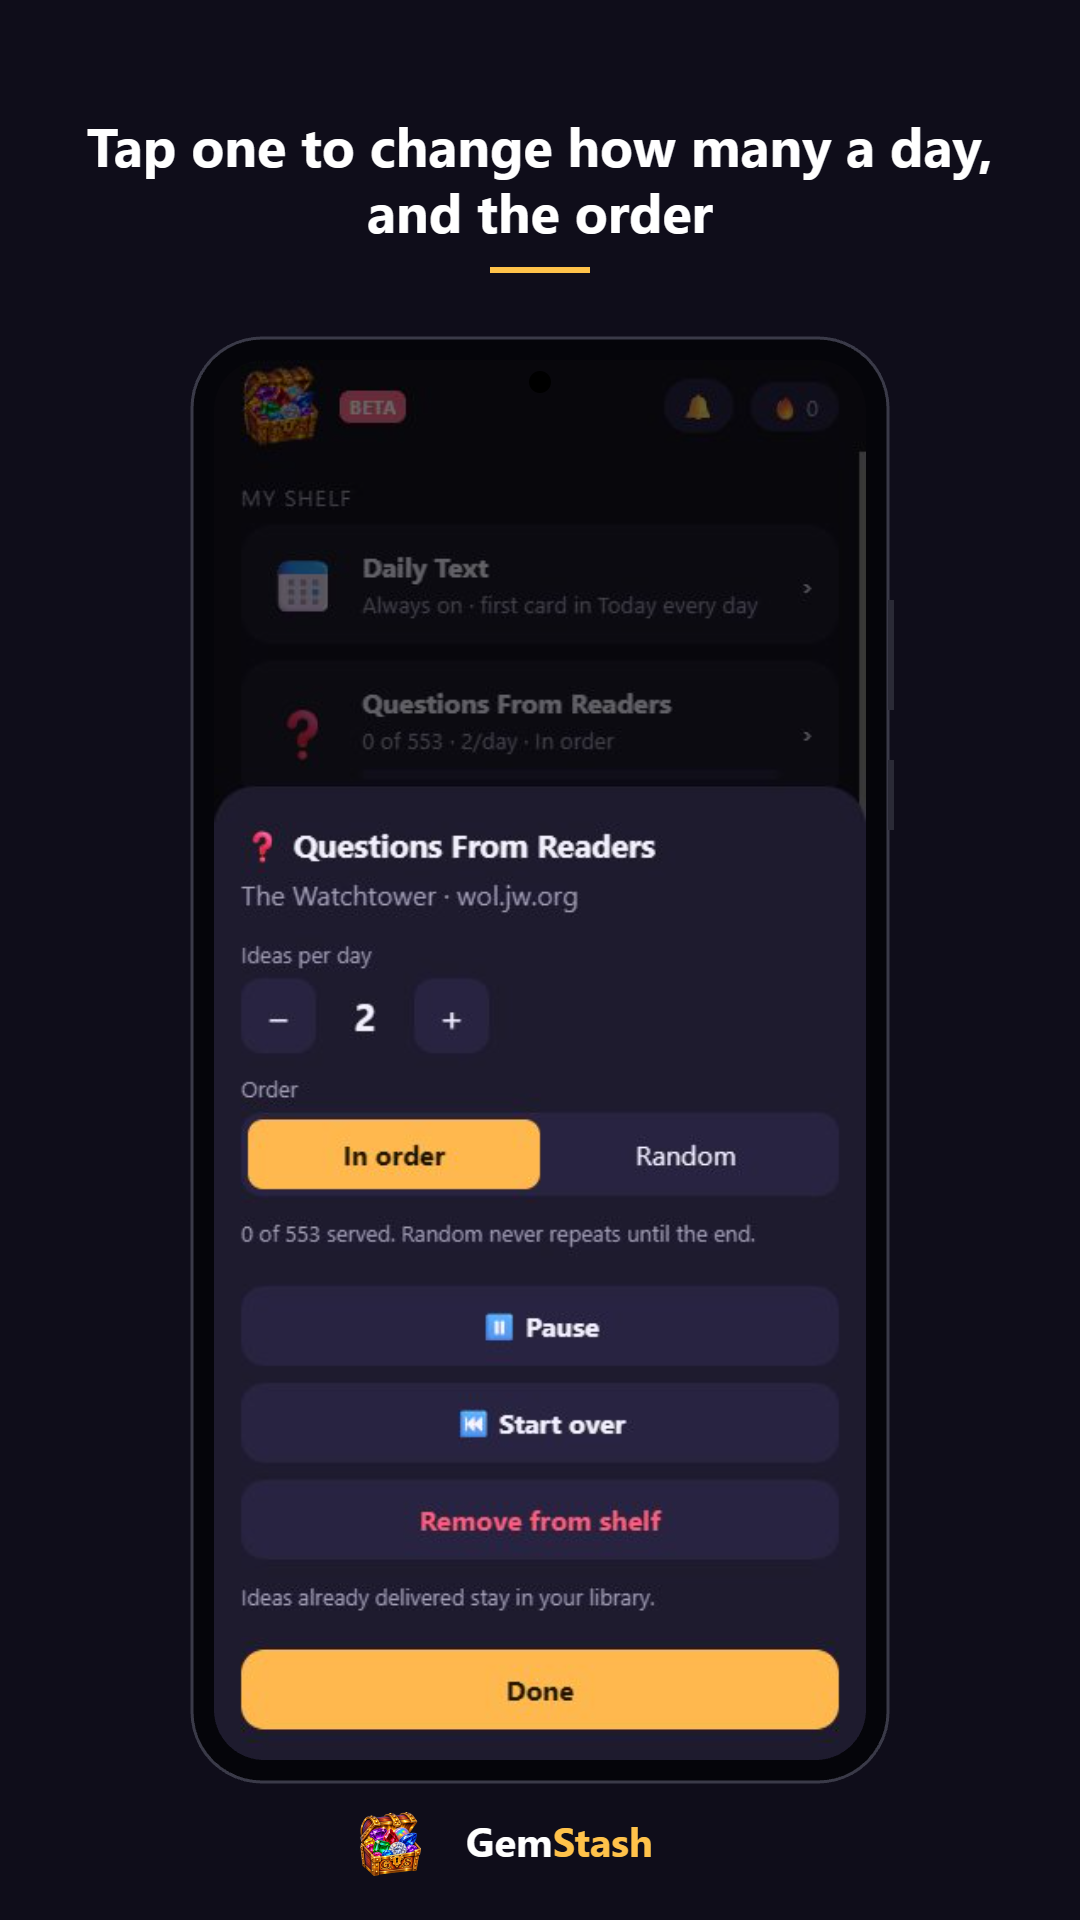 Tap one to change how many a day,
and the order
BETA
0
MY SHELF
Daily Text
Always on · first card in Today every day
Questions From Readers
0 of 553 · 2/day · In order
Questions From Readers
The Watchtower · wol.jw.org
Ideas per day
− 2 +
Order
In order Random
0 of 553 served. Random never repeats until the end.
Pause
Start over
Remove from shelf
Ideas already delivered stay in your library.
Done
GemStash